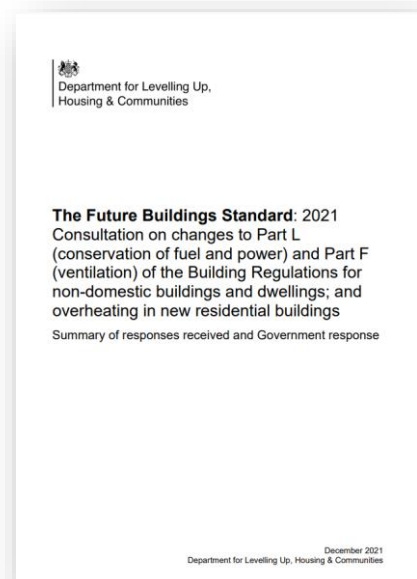 Department for Levelling Up,
Housing & Communities
The Future Buildings Standard: 2021
Consultation on changes to Part L
(conservation of fuel and power) and Part F
(ventilation) of the Building Regulations for
non-domestic buildings and dwellings; and
overheating in new residential buildings
Summary of responses received and Government response
December 2021
Department for Levelling Up, Housing & Communities